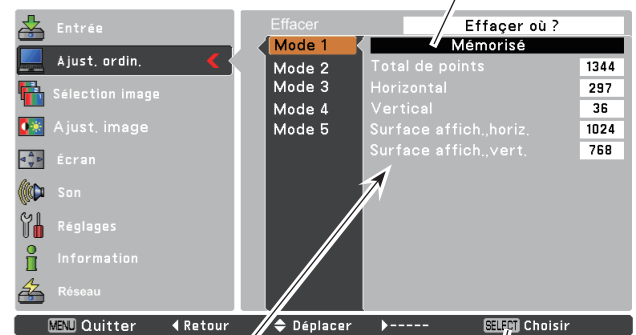 Entrée
Ajust. ordin.
Sélection image
Ajust. image
Écran
Son
Réglages
Information
Réseau
Effacer
Effaçer où ?
Mode 1
Mode 2
Mode 3
Mode 4
Mode 5
Mémorisé
Total de points 1344
Horizontal 297
Vertical 36
Surface affich.,horiz. 1024
Surface affich.,vert. 768
MENU Quitter Retour Déplacer ----- SELECT Choisir